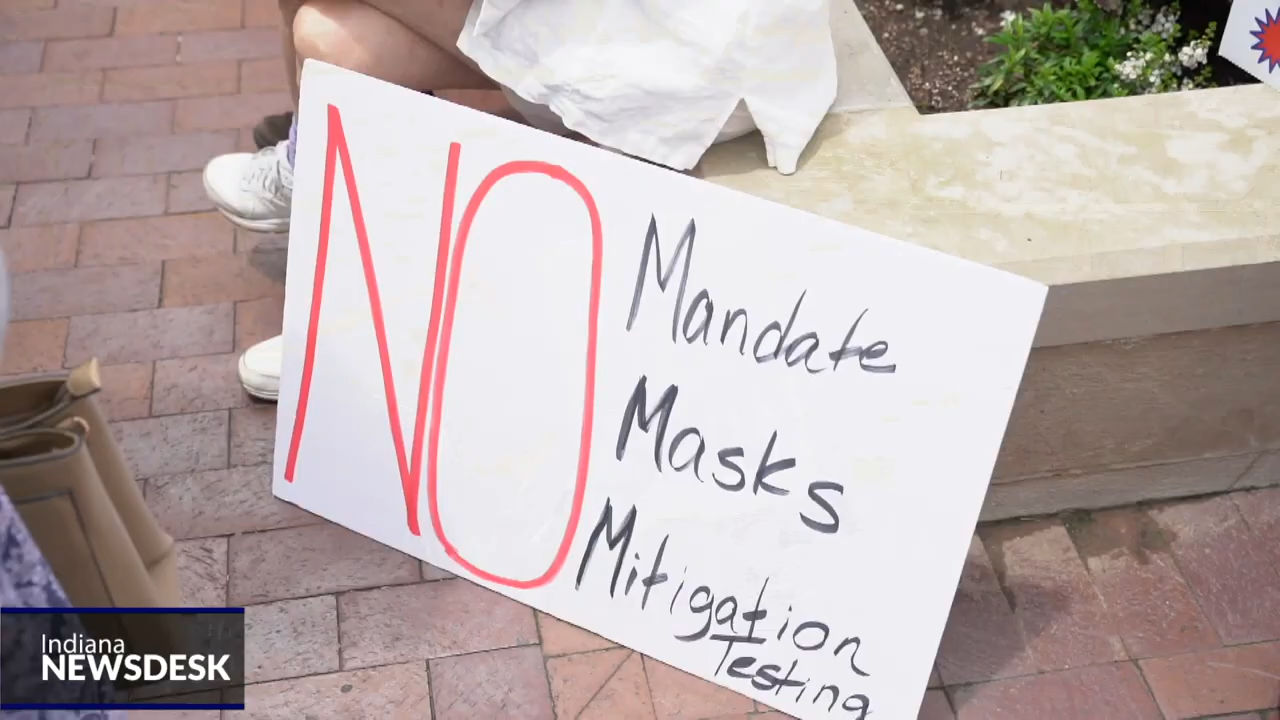 NO
Mandate
Masks
Mitigation
Testing
Indiana
NEWSDESK